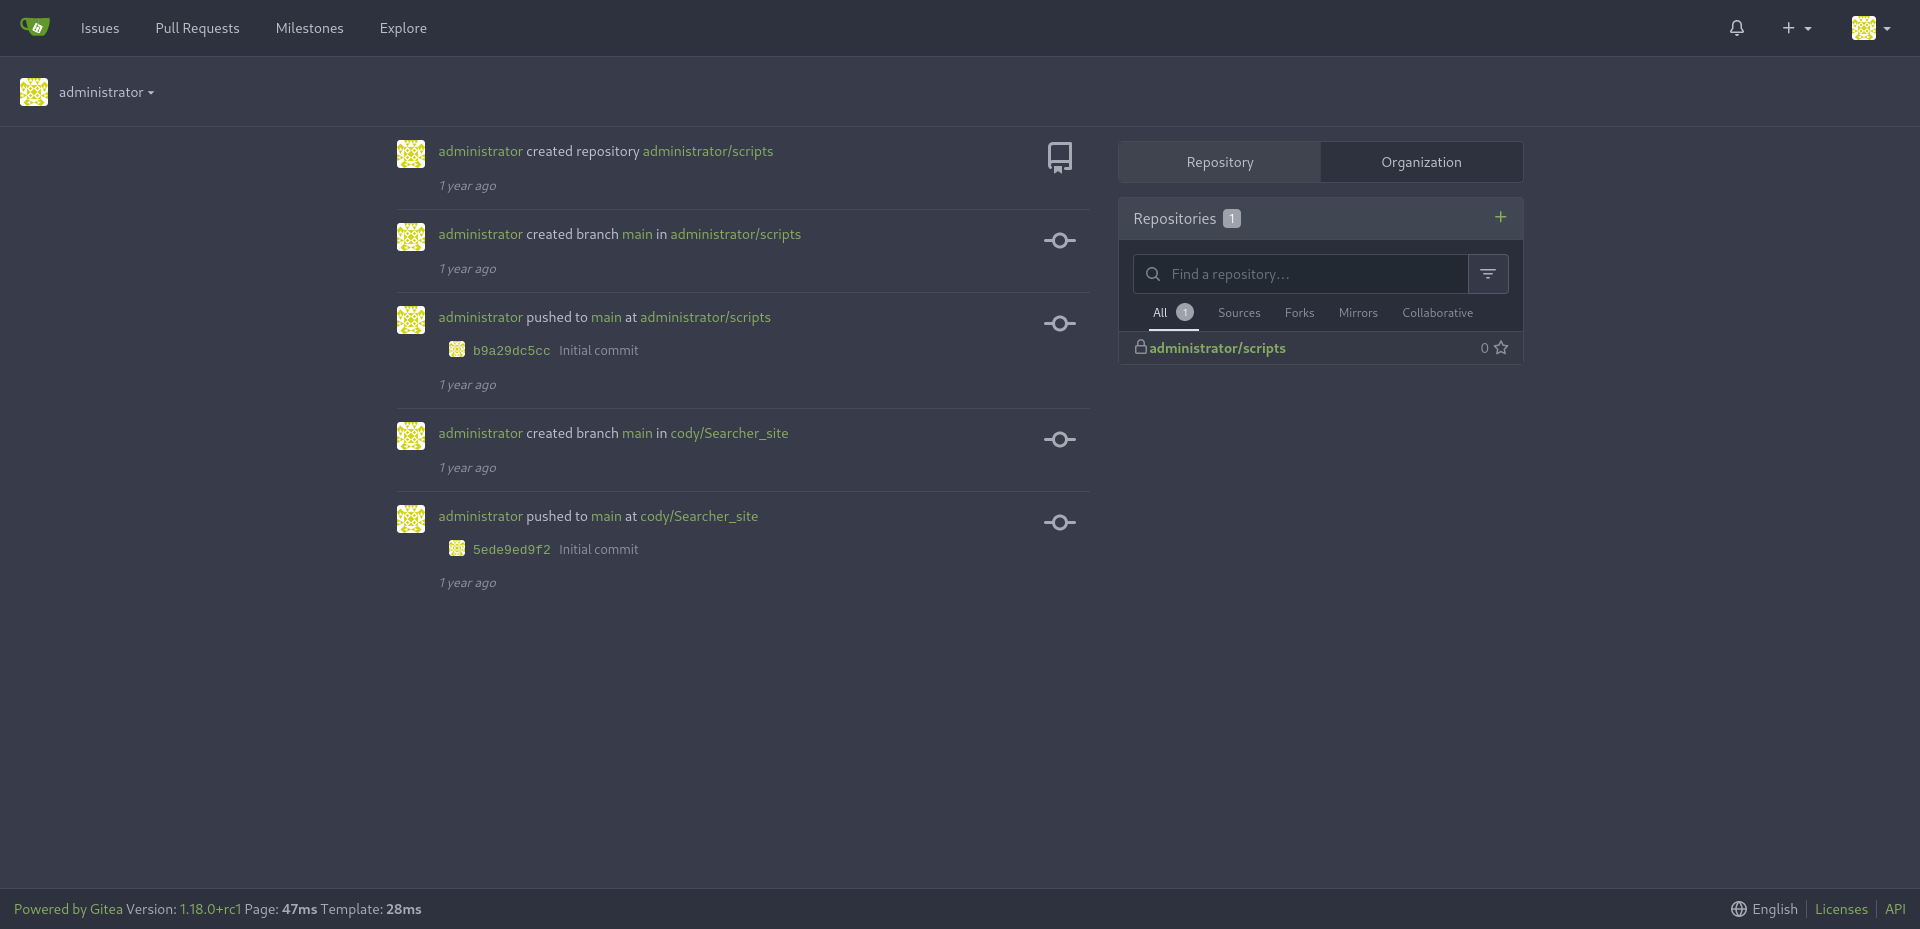 Issues Pull Requests Milestones Explore
administrator
administrator created repository administrator/scripts
1 year ago
administrator created branch main in administrator/scripts
1 year ago
administrator pushed to main at administrator/scripts
b9a29dc5cc Initial commit
1 year ago
administrator created branch main in cody/Searcher_site
1 year ago
administrator pushed to main at cody/Searcher_site
5ede9ed9f2 Initial commit
1 year ago
Repository Organization
Repositories 1
Find a repository...
All 1 Sources Forks Mirrors Collaborative
administrator/scripts 0
Powered by Gitea Version: 1.18.0+rc1 Page: 47ms Template: 28ms
English Licenses API